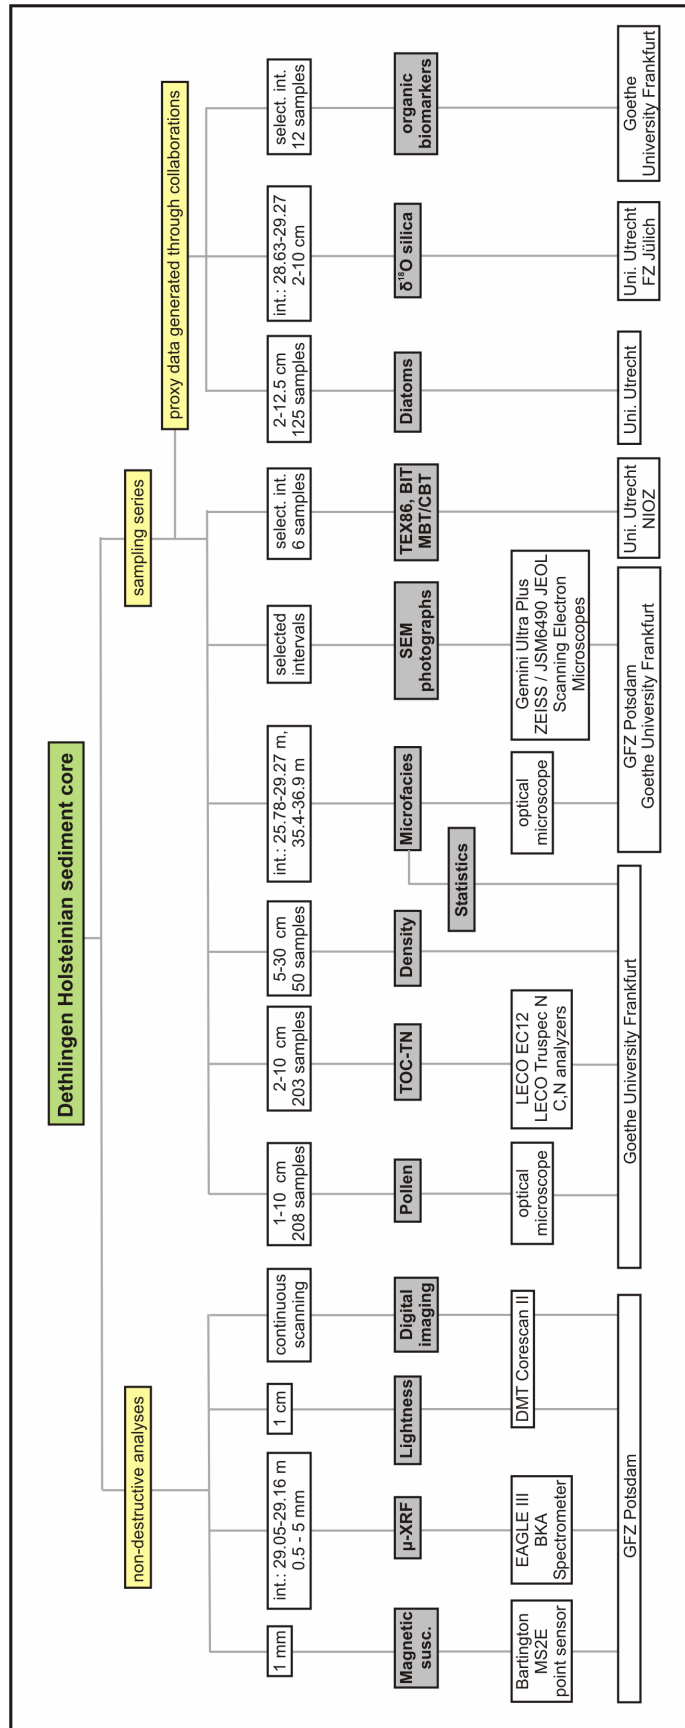 Dethlingen Holsteinian sediment core
non-destructive analyses
sampling series
proxy data generated through collaborations
1 mm
int.: 29.05-29.16 m
0.5 - 5 mm
1 cm
continuous
scanning
1-10 cm
208 samples
2-10 cm
203 samples
5-30 cm
50 samples
int.: 25.78-29.27 m,
35.4-36.9 m
selected
intervals
select. int.
6 samples
2-12.5 cm
125 samples
int.: 28.63-29.27
2-10 cm
select. int.
12 samples
Magnetic
susc.
µ-XRF
Lightness
Digital
imaging
Pollen
TOC-TN
Density
Microfacies
SEM
photographs
TEX86, BIT
MBT/CBT
Diatoms
δ¹⁸O silica
organic
biomarkers
Statistics
Bartington
MS2E
point sensor
EAGLE III
BKA
Spectrometer
DMT Corescan II
optical
microscope
LECO EC12
LECO Truspec N
C,N analyzers
optical
microscope
Gemini Ultra Plus
ZEISS / JSM6490 JEOL
Scanning Electron
Microscopes
GFZ Potsdam
Goethe University Frankfurt
GFZ Potsdam
Goethe University Frankfurt
Uni. Utrecht
NIOZ
Uni. Utrecht
Uni. Utrecht
FZ Jülich
Goethe
University Frankfurt